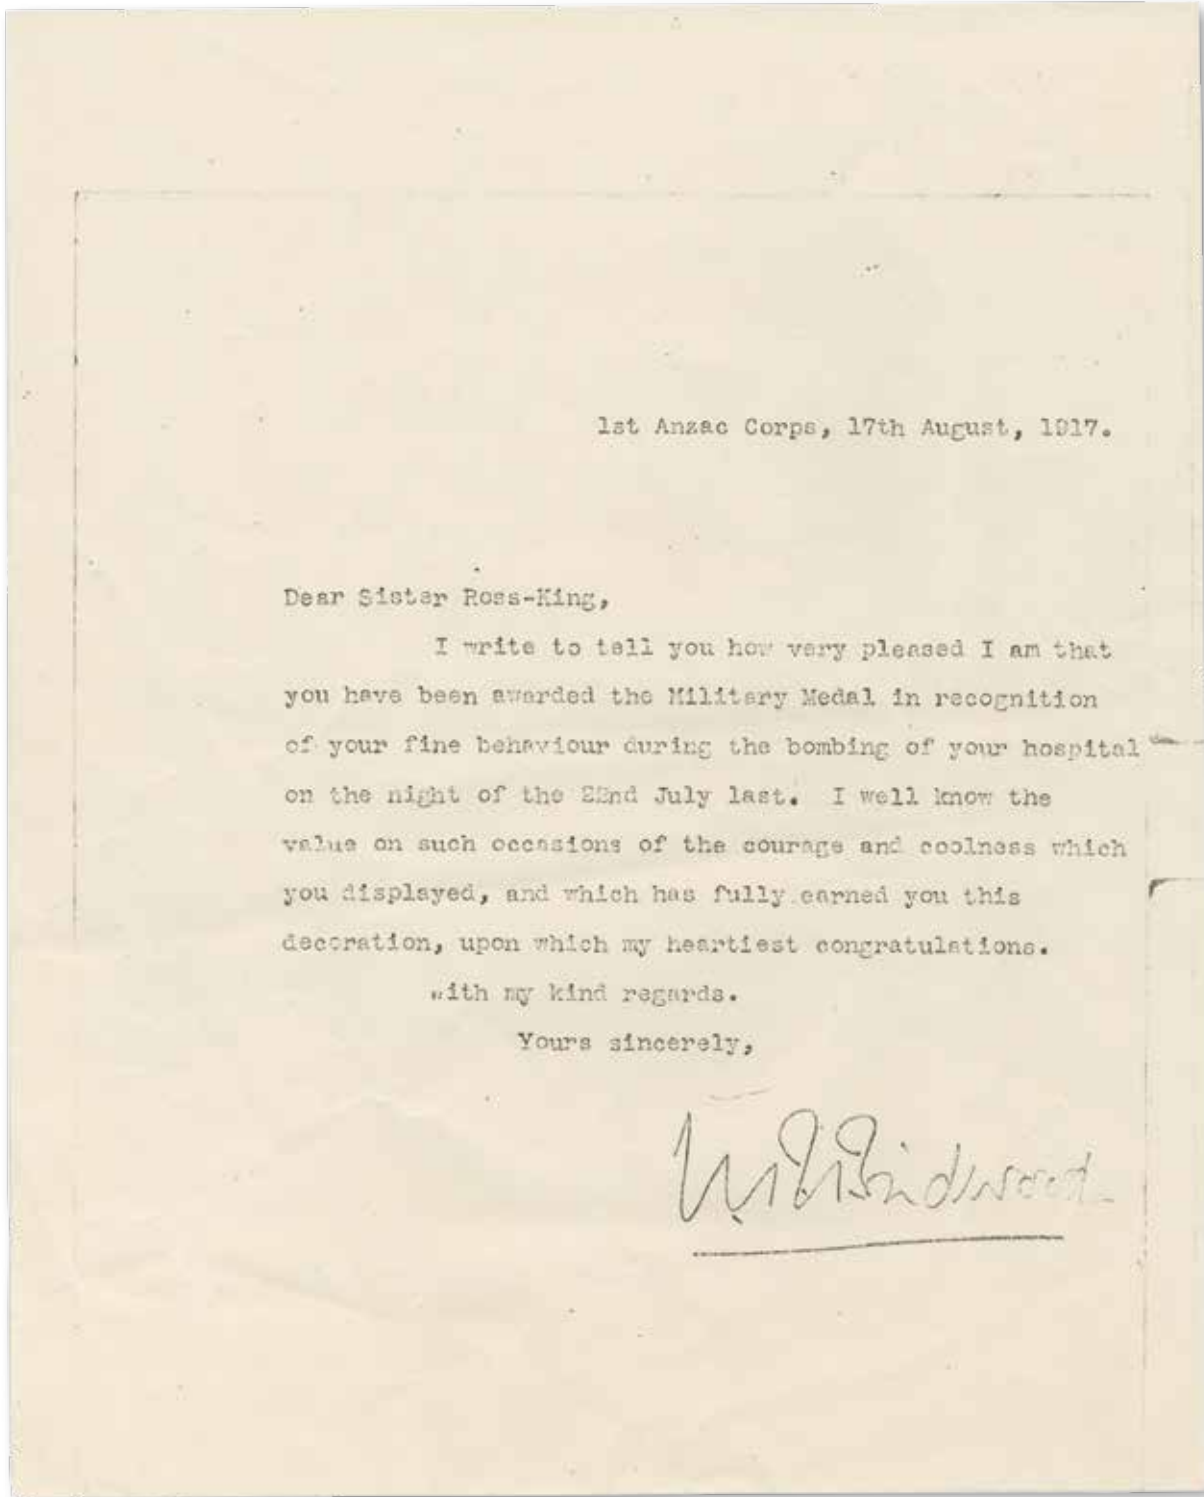 1st Anzac Corps, 17th August, 1917.
Dear Sister Ross-King,
I write to tell you how very pleased I am that
you have been awarded the Military Medal in recognition
of your fine behaviour during the bombing of your hospital
on the night of the 22nd July last. I well know the
value on such occasions of the courage and coolness which
you displayed, and which has fully earned you this
decoration, upon which my heartiest congratulations.
With my kind regards.
Yours sincerely,
W R Birdwood